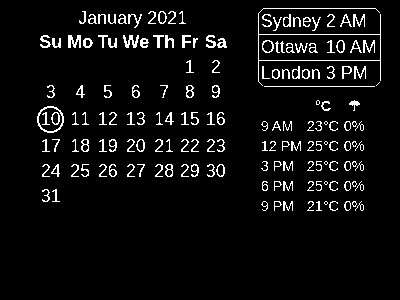 January 2021
Su Mo Tu We Th Fr Sa
1 2
3 4 5 6 7 8 9
10 11 12 13 14 15 16
17 18 19 20 21 22 23
24 25 26 27 28 29 30
31
Sydney 2 AM
Ottawa 10 AM
London 3 PM
°C
9 AM 23°C 0%
12 PM 25°C 0%
3 PM 25°C 0%
6 PM 25°C 0%
9 PM 21°C 0%